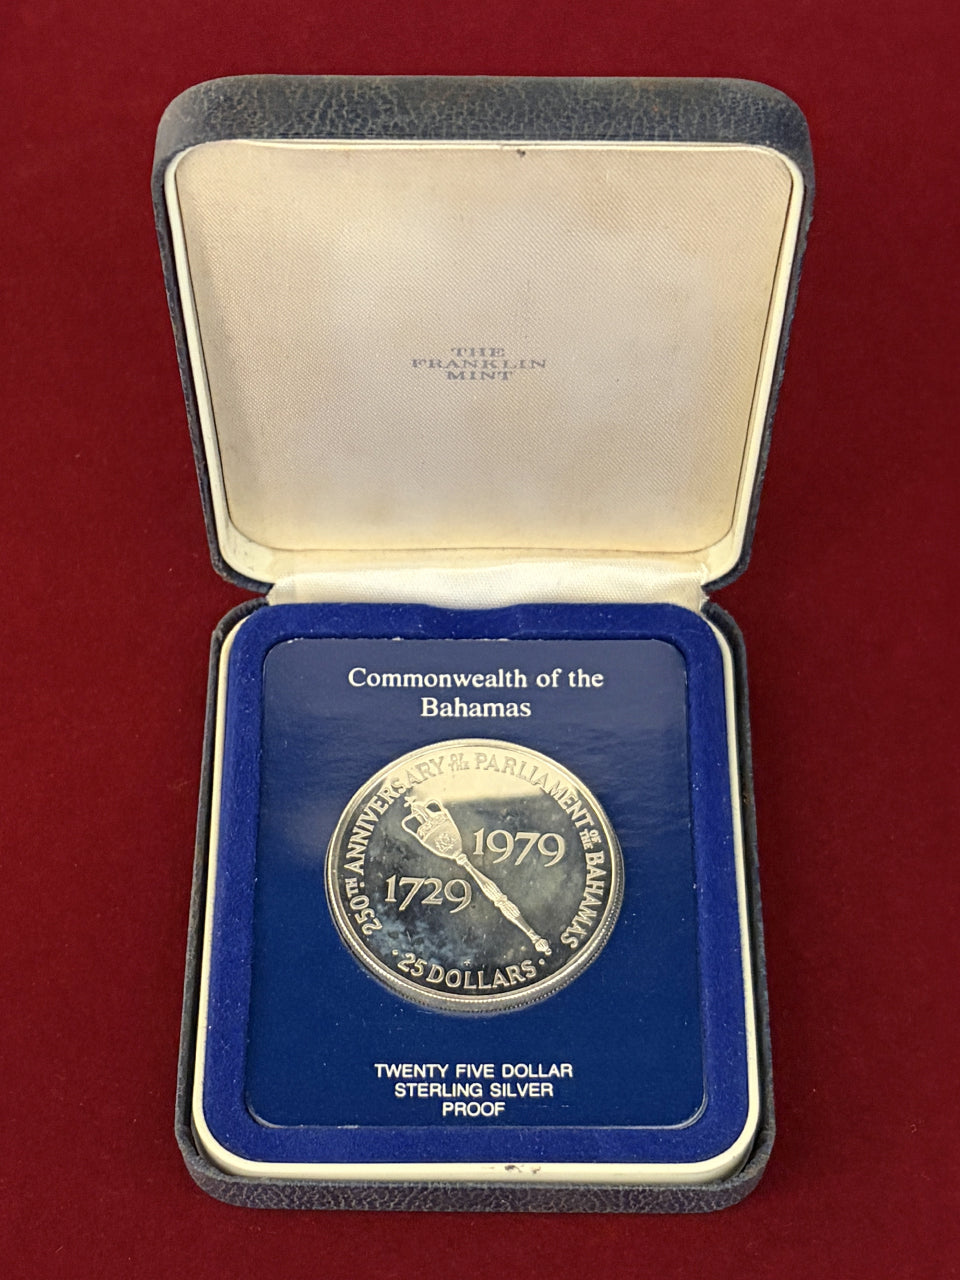 THE
FRANKLIN
MINT
Commonwealth of the
Bahamas
250TH ANNIVERSARY OF THE PARLIAMENT OF THE BAHAMAS
1979
1729
· 25 DOLLARS ·
TWENTY FIVE DOLLAR
STERLING SILVER
PROOF